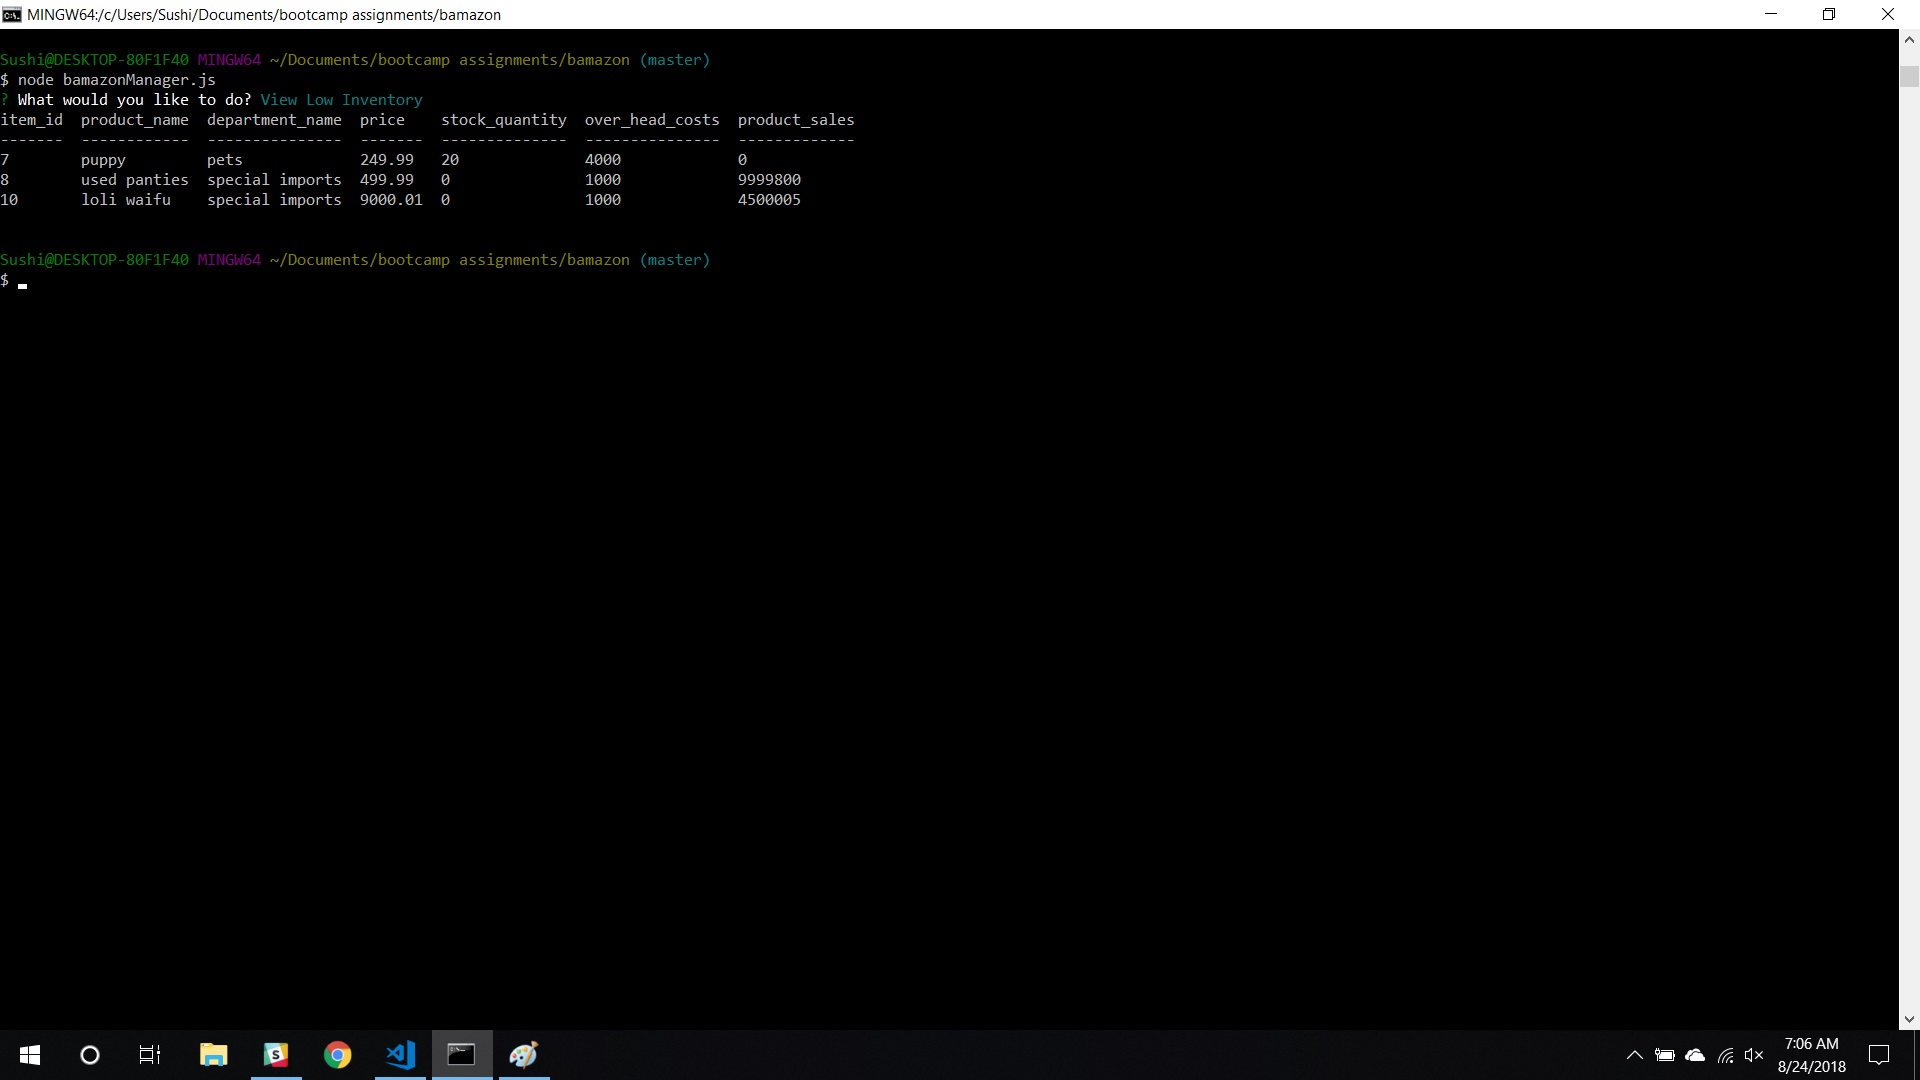 MINGW64:/c/Users/Sushi/Documents/bootcamp assignments/bamazon
Sushi@DESKTOP-80F1F40 MINGW64 ~/Documents/bootcamp assignments/bamazon (master)
$ node bamazonManager.js
? What would you like to do? View Low Inventory
item_id  product_name  department_name  price    stock_quantity  over_head_costs  product_sales
-------  ------------  ---------------  -------  --------------  ---------------  -------------
7        puppy         pets             249.99   20              4000             0
8        used panties  special imports  499.99   0               1000             9999800
10       loli waifu    special imports  9000.01  0               1000             4500005
Sushi@DESKTOP-80F1F40 MINGW64 ~/Documents/bootcamp assignments/bamazon (master)
$
7:06 AM
8/24/2018